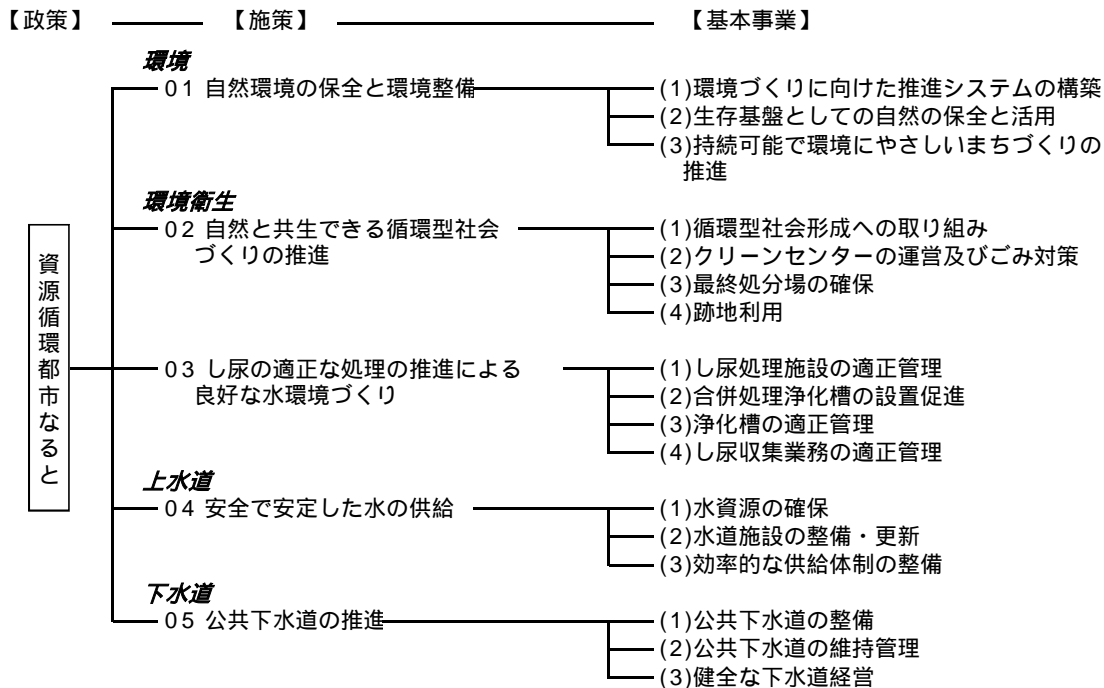 【政策】 【施策】 【基本事業】
資源循環都市なると
環境
01 自然環境の保全と環境整備
(1)環境づくりに向けた推進システムの構築
(2)生存基盤としての自然の保全と活用
(3)持続可能で環境にやさしいまちづくりの
推進
環境衛生
02 自然と共生できる循環型社会
づくりの推進
(1)循環型社会形成への取り組み
(2)クリーンセンターの運営及びごみ対策
(3)最終処分場の確保
(4)跡地利用
03 し尿の適正な処理の推進による
良好な水環境づくり
(1)し尿処理施設の適正管理
(2)合併処理浄化槽の設置促進
(3)浄化槽の適正管理
(4)し尿収集業務の適正管理
上水道
04 安全で安定した水の供給
(1)水資源の確保
(2)水道施設の整備・更新
(3)効率的な供給体制の整備
下水道
05 公共下水道の推進
(1)公共下水道の整備
(2)公共下水道の維持管理
(3)健全な下水道経営